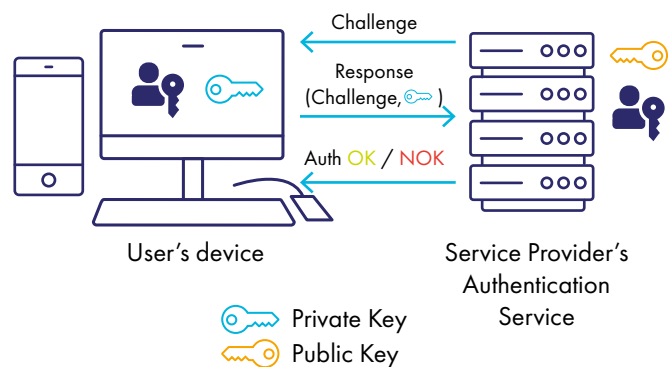 Challenge
Response
(Challenge, )
Auth OK / NOK
User's device
Service Provider's
Authentication
Service
Private Key
Public Key